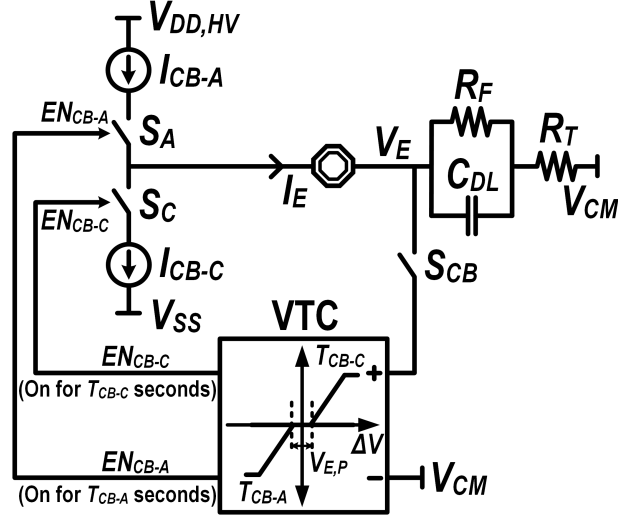 V_DD,HV
I_CB-A
EN_CB-A
S_A
R_F
R_T
V_E
C_DL
V_CM
I_E
S_C
EN_CB-C
I_CB-C
S_CB
V_SS
VTC
EN_CB-C
(On for T_CB-C seconds)
T_CB-C
+
ΔV
V_E,P
EN_CB-A
(On for T_CB-A seconds)
T_CB-A
−
V_CM